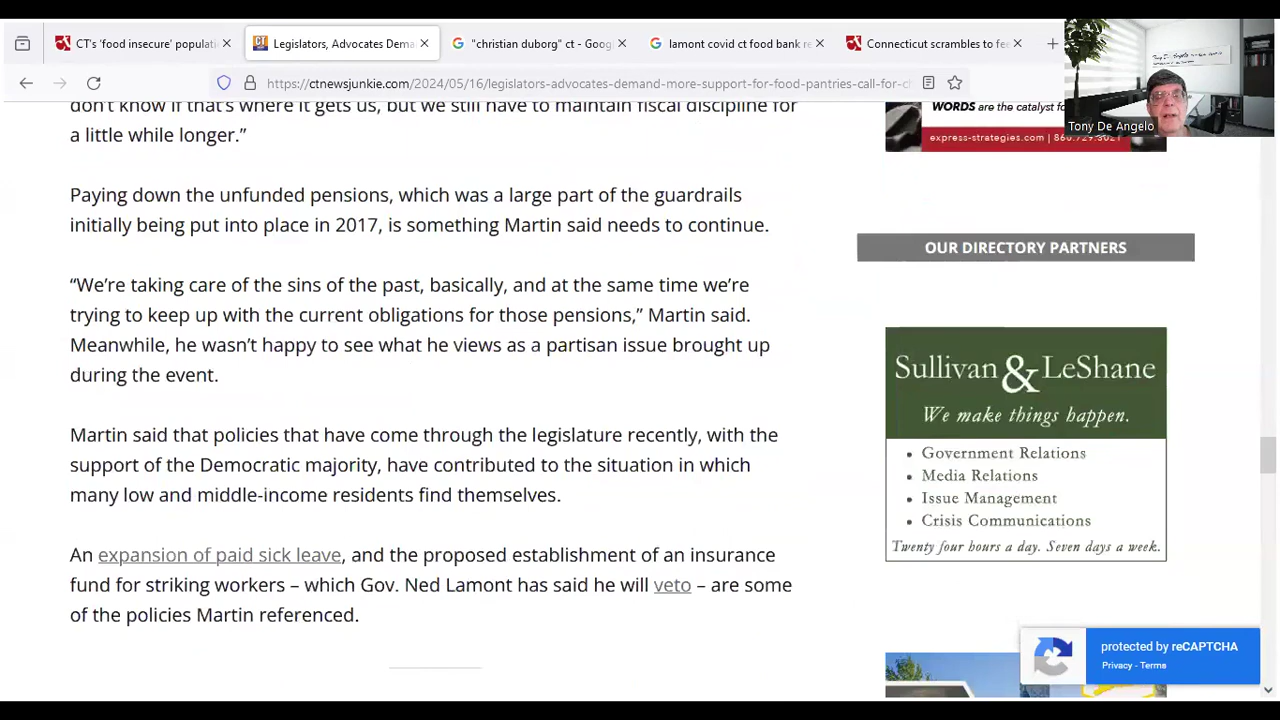 CT's 'food insecure' populati
Legislators, Advocates Dema
"christian duborg" ct - Goog
lamont covid ct food bank re
Connecticut scrambles to fe
https://ctnewsjunkie.com/2024/05/16/legislators-advocates-demand-more-support-for-food-pantries-call-for-c
Tony De Angelo
don't know if that's where it gets us, but we still have to maintain fiscal discipline for
a little while longer."
Paying down the unfunded pensions, which was a large part of the guardrails
initially being put into place in 2017, is something Martin said needs to continue.
“We're taking care of the sins of the past, basically, and at the same time we're
trying to keep up with the current obligations for those pensions,” Martin said.
Meanwhile, he wasn't happy to see what he views as a partisan issue brought up
during the event.
Martin said that policies that have come through the legislature recently, with the
support of the Democratic majority, have contributed to the situation in which
many low and middle-income residents find themselves.
An expansion of paid sick leave, and the proposed establishment of an insurance
fund for striking workers – which Gov. Ned Lamont has said he will veto – are some
of the policies Martin referenced.
WORDS are the catalyst fo
express-strategies.com | 860.729.3021
OUR DIRECTORY PARTNERS
Sullivan & LeShane
We make things happen.
• Government Relations
• Media Relations
• Issue Management
• Crisis Communications
Twenty four hours a day. Seven days a week.
protected by reCAPTCHA
Privacy - Terms